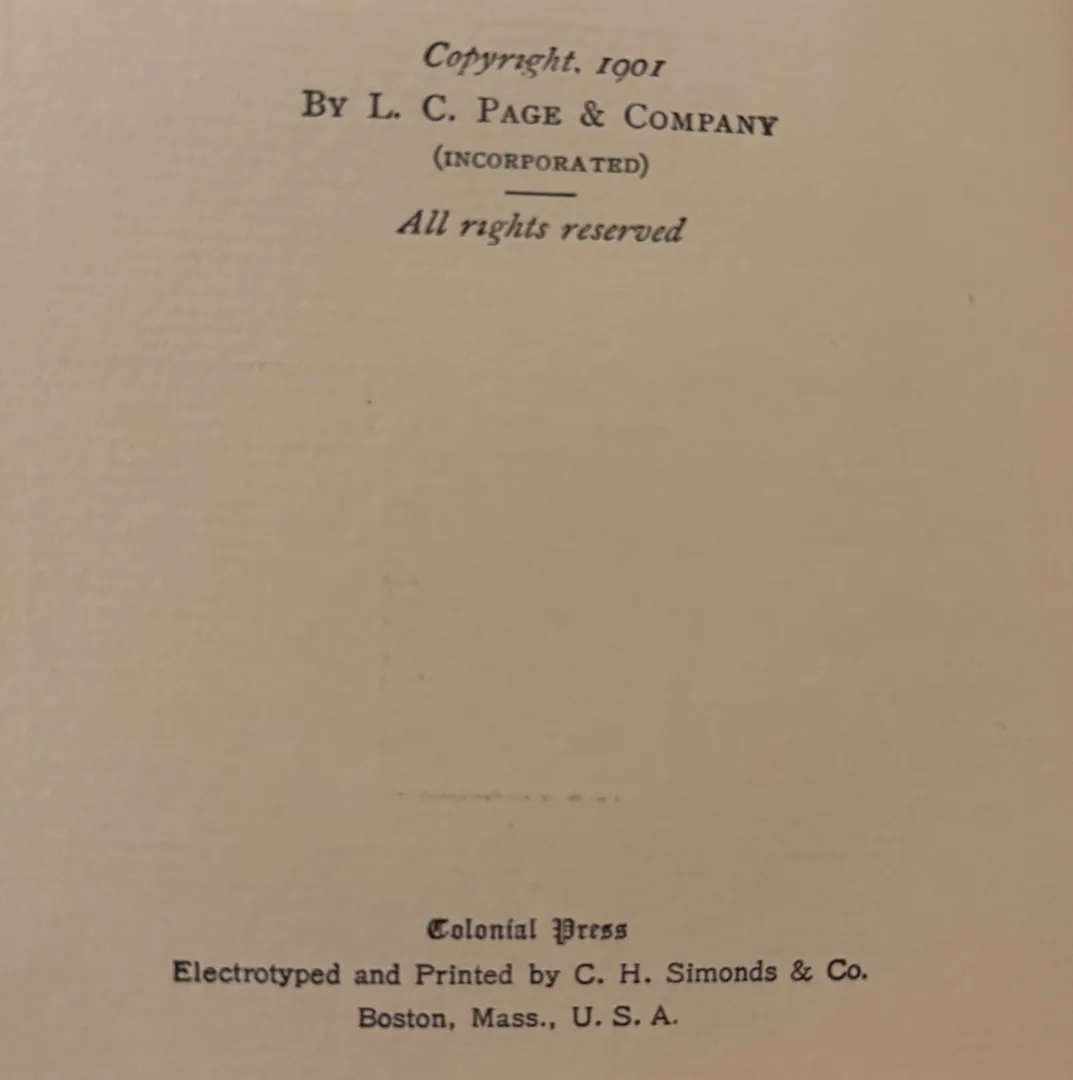 Copyright, 1901
BY L. C. PAGE & COMPANY
(INCORPORATED)
All rights reserved
Colonial Press
Electrotyped and Printed by C. H. Simonds & Co.
Boston, Mass., U. S. A.